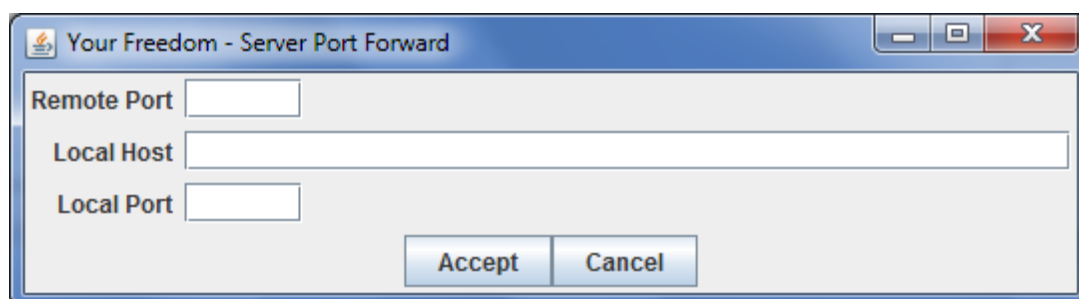 Your Freedom - Server Port Forward
Remote Port
Local Host
Local Port
Accept Cancel